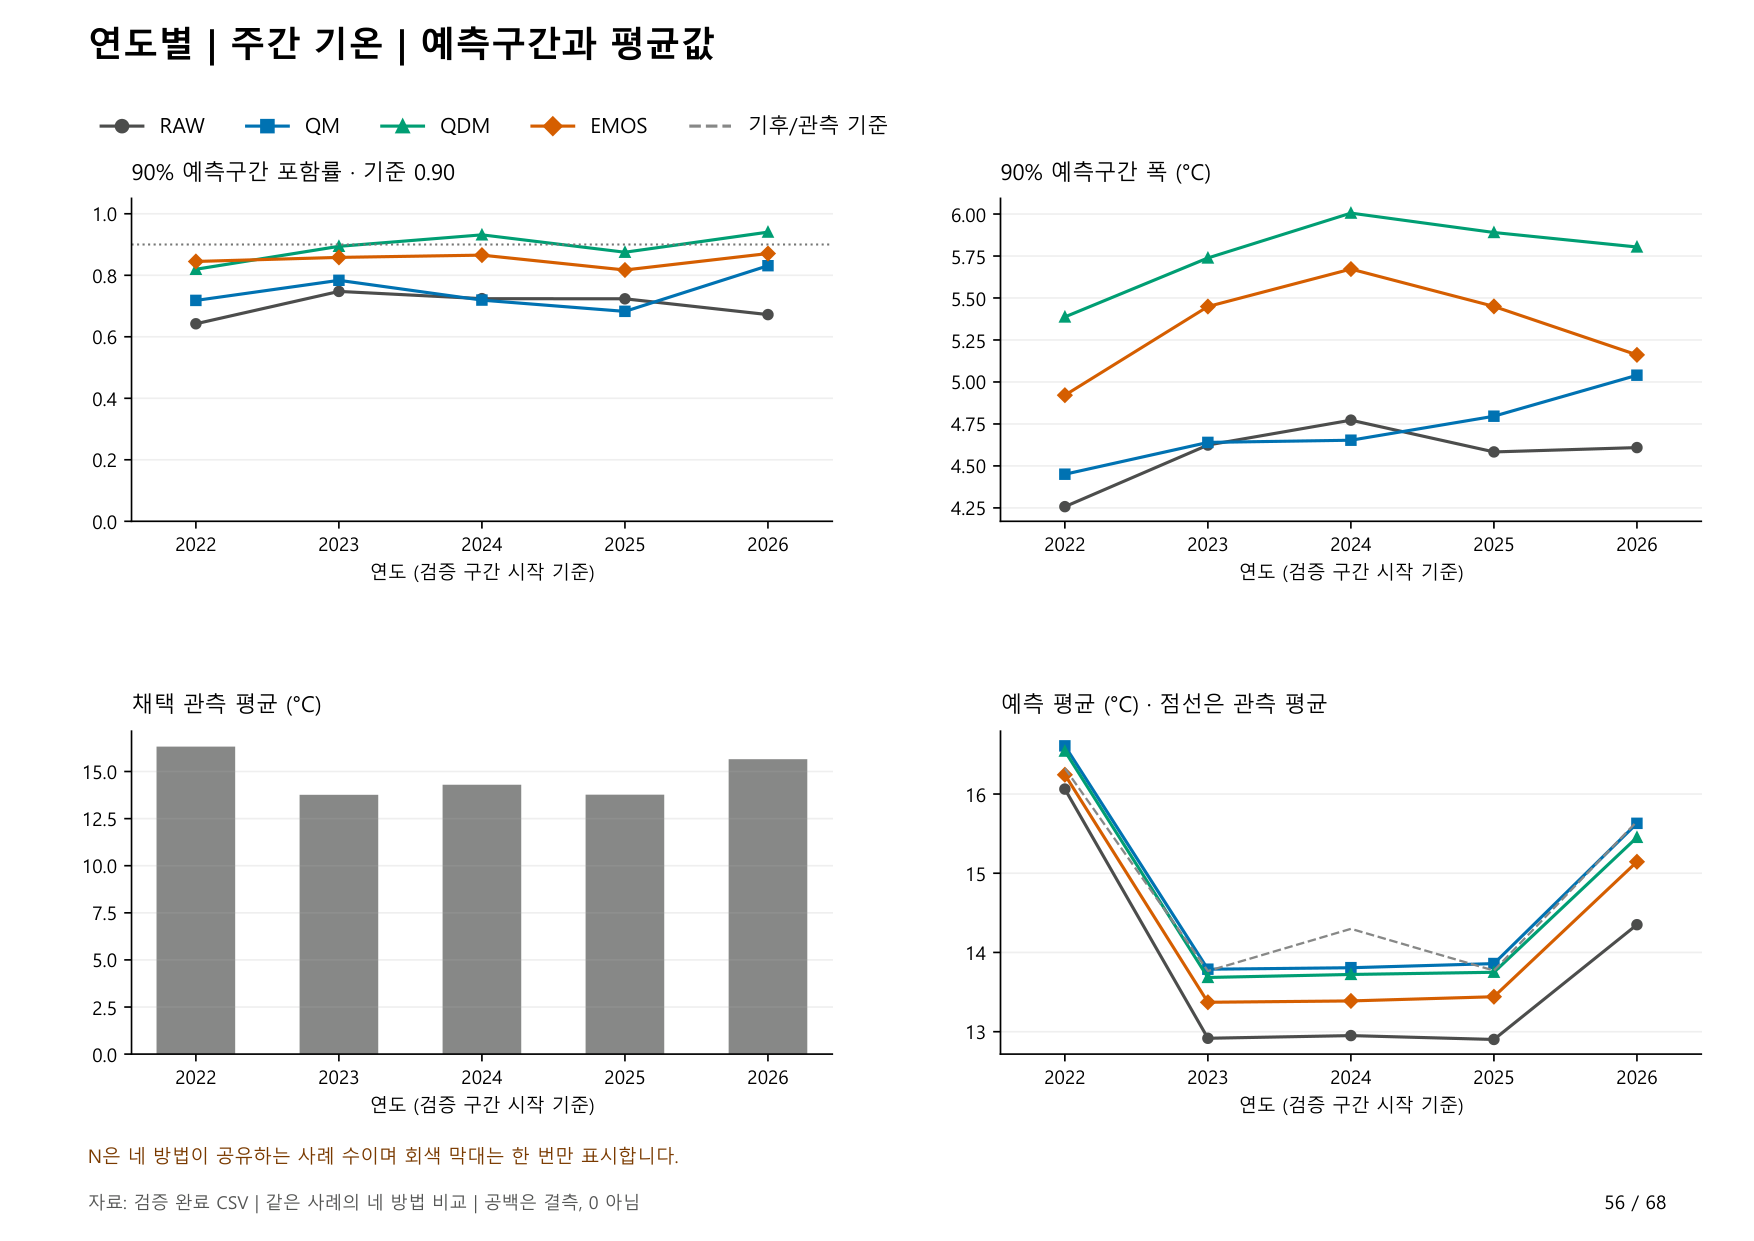 연도별 | 주간 기온 | 예측구간과 평균값
RAW QM QDM EMOS 기후/관측 기준
90% 예측구간 포함률 · 기준 0.90
1.0
0.8
0.6
0.4
0.2
0.0
2022 2023 2024 2025 2026
연도 (검증 구간 시작 기준)
90% 예측구간 폭 (°C)
6.00
5.75
5.50
5.25
5.00
4.75
4.50
4.25
2022 2023 2024 2025 2026
연도 (검증 구간 시작 기준)
채택 관측 평균 (°C)
15.0
12.5
10.0
7.5
5.0
2.5
0.0
2022 2023 2024 2025 2026
연도 (검증 구간 시작 기준)
예측 평균 (°C) · 점선은 관측 평균
16
15
14
13
2022 2023 2024 2025 2026
연도 (검증 구간 시작 기준)
N은 네 방법이 공유하는 사례 수이며 회색 막대는 한 번만 표시합니다.
자료: 검증 완료 CSV | 같은 사례의 네 방법 비교 | 공백은 결측, 0 아님
56 / 68